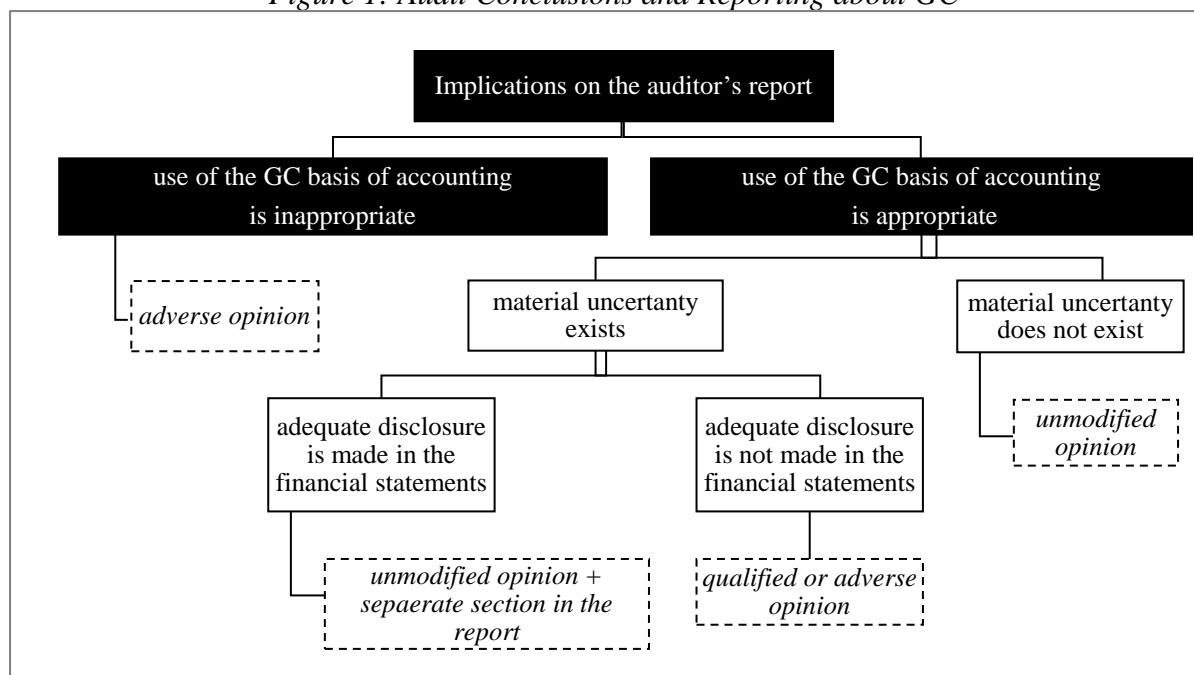 Figure 1: Audit Conclusions and Reporting about GC
Implications on the auditor's report
use of the GC basis of accounting
is inappropriate
use of the GC basis of accounting
is appropriate
adverse opinion
material uncertanty
exists
material uncertanty
does not exist
adequate disclosure
is made in the
financial statements
adequate disclosure
is not made in the
financial statements
unmodified
opinion
unmodified opinion +
sepaerate section in the
report
qualified or adverse
opinion